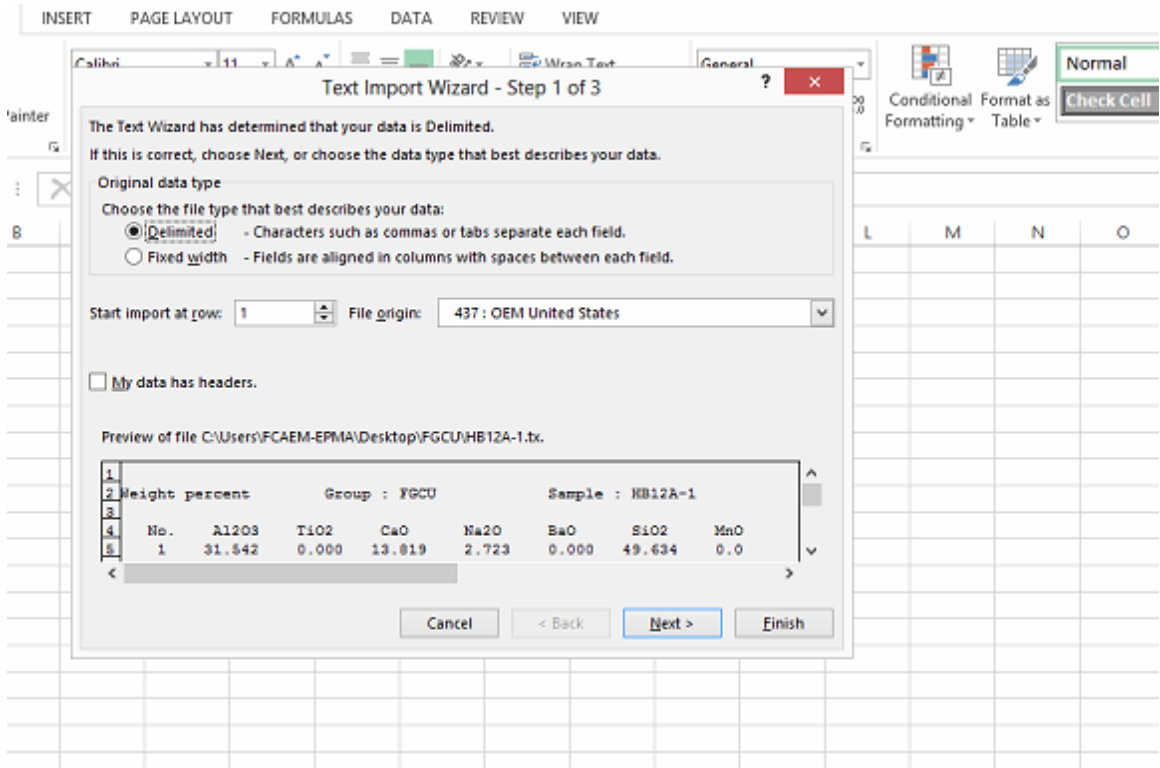 INSERT PAGE LAYOUT FORMULAS DATA REVIEW VIEW
Calibri 11 Wrap Text General Normal
Painter Conditional Formatting Format as Table Check Cell
Text Import Wizard - Step 1 of 3 ?
The Text Wizard has determined that your data is Delimited.
If this is correct, choose Next, or choose the data type that best describes your data.
Original data type
Choose the file type that best describes your data:
Delimited - Characters such as commas or tabs separate each field.
Fixed width - Fields are aligned in columns with spaces between each field.
Start import at row: 1 File origin: 437 : OEM United States
My data has headers.
Preview of file C:\Users\FCAEM-EPMA\Desktop\FGCU\HB12A-1.tx.
1
2 Weight percent Group : FGCU Sample : HB12A-1
3
4 No. Al2O3 TiO2 CaO Na2O BaO SiO2 MnO
5 1 31.542 0.000 13.819 2.723 0.000 49.634 0.0
Cancel < Back Next > Finish
B L M N O